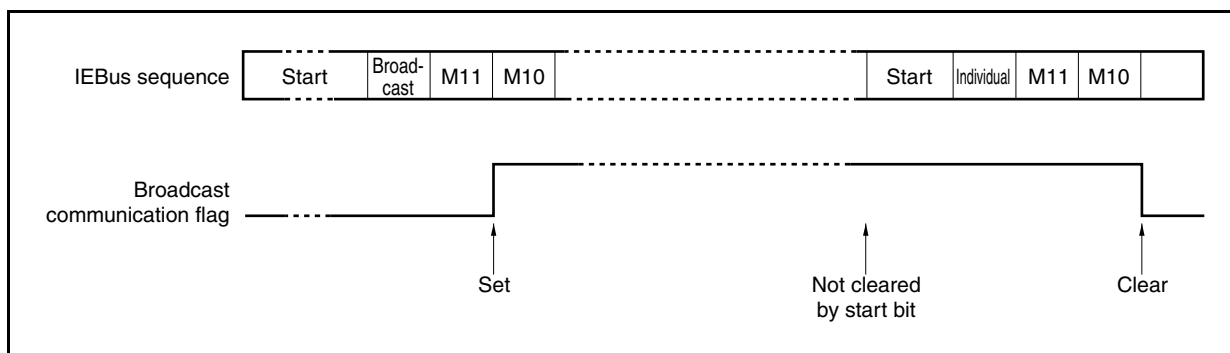 IEBus sequence
Start
Broad-
cast
M11
M10
Start
Individual
M11
M10
Broadcast
communication flag
Set
Not cleared
by start bit
Clear